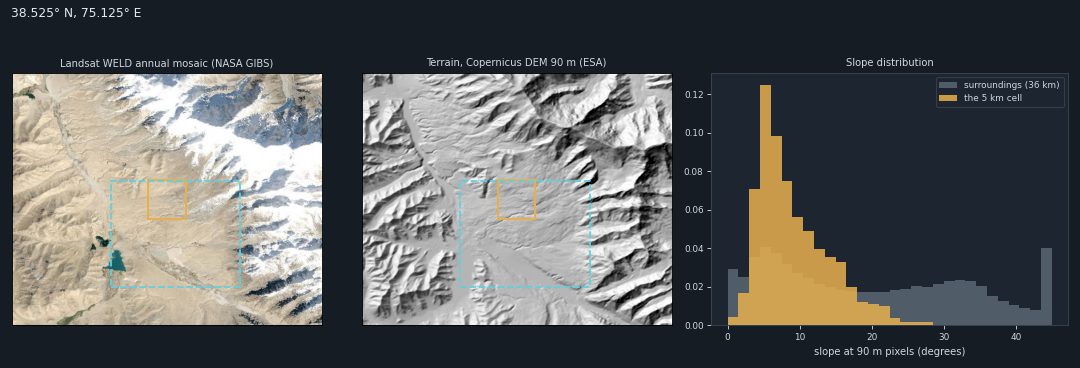 38.525° N, 75.125° E
Landsat WELD annual mosaic (NASA GIBS)
Terrain, Copernicus DEM 90 m (ESA)
Slope distribution
surroundings (36 km)
the 5 km cell
0.12
0.10
0.08
0.06
0.04
0.02
0.00
0 10 20 30 40
slope at 90 m pixels (degrees)